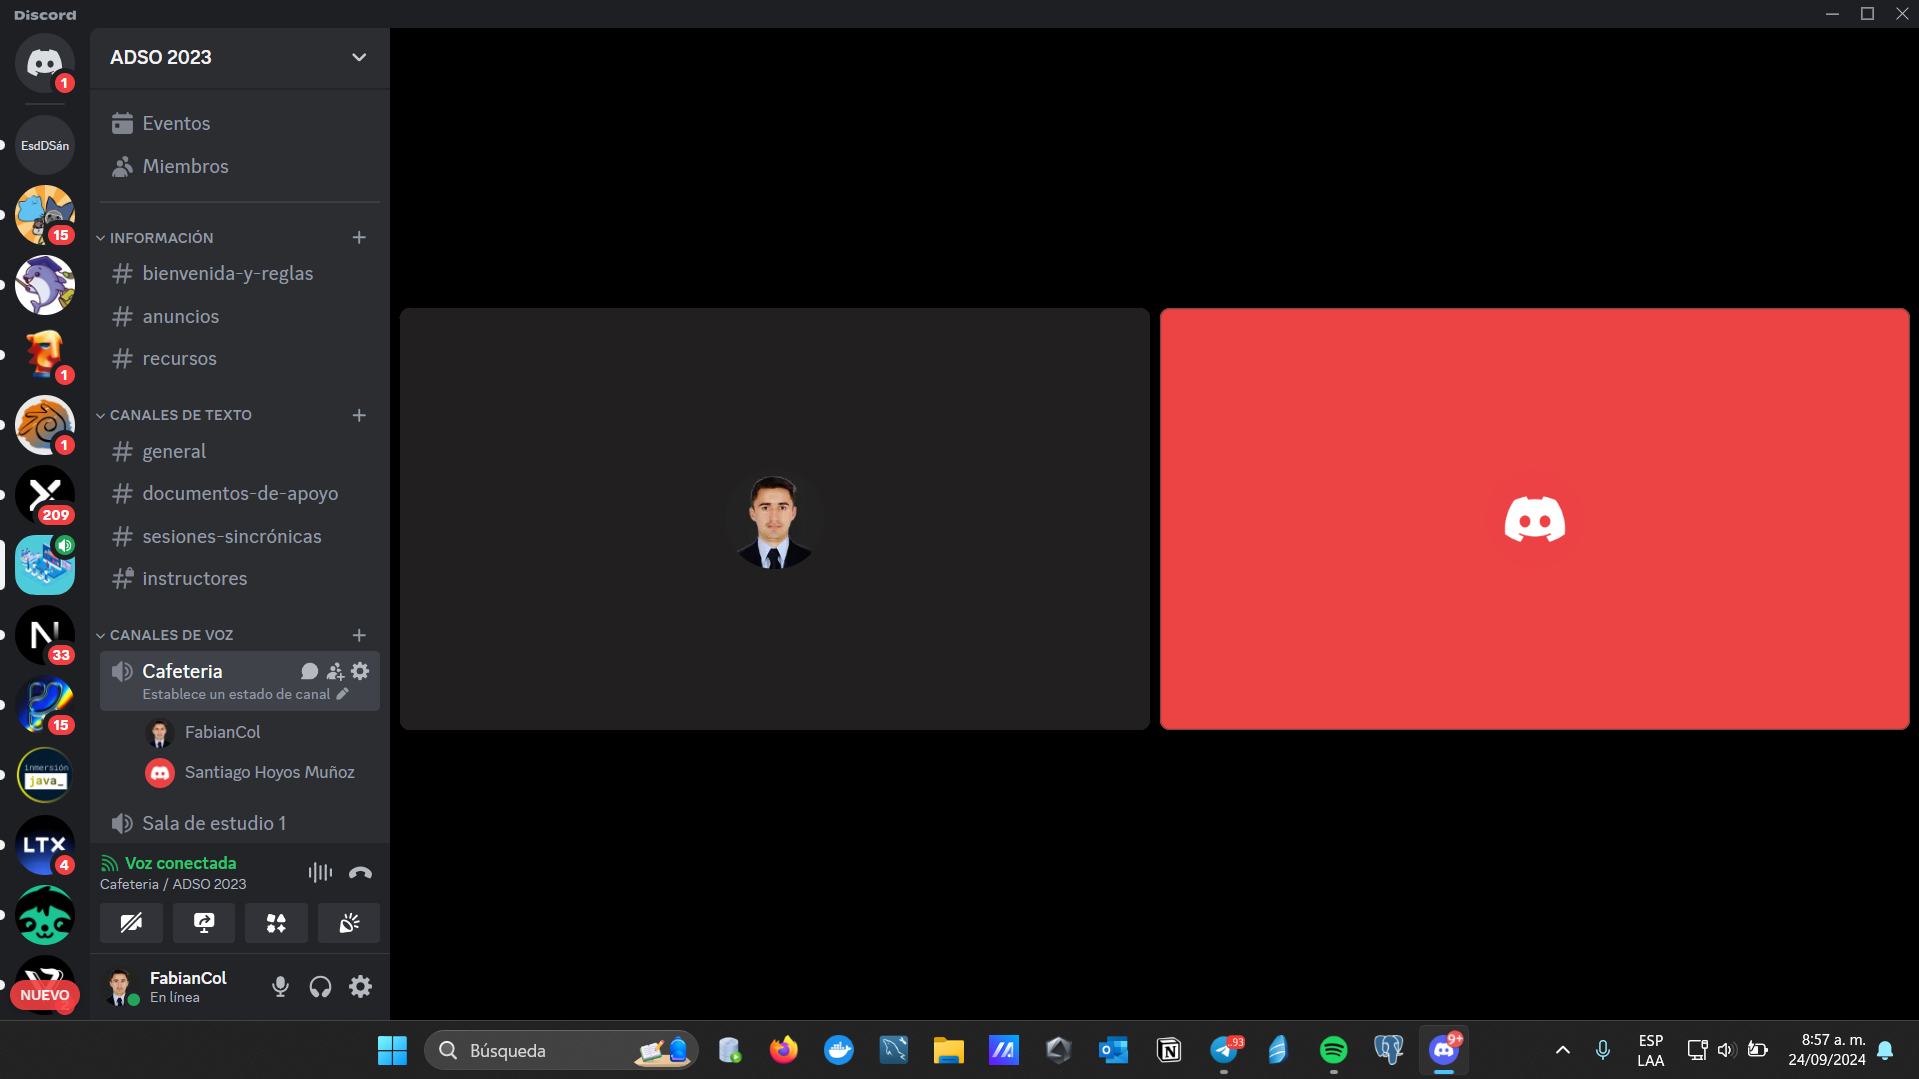 Discord
ADSO 2023
1
EsdDSán
Eventos
Miembros
15
INFORMACIÓN
# bienvenida-y-reglas
# anuncios
# recursos
1
CANALES DE TEXTO
1
# general
# documentos-de-apoyo
209
# sesiones-sincrónicas
# instructores
CANALES DE VOZ
N
33
Cafeteria
Establece un estado de canal
15
FabianCol
Santiago Hoyos Muñoz
inmersión
java_
Sala de estudio 1
LTX
4
Voz conectada
Cafeteria / ADSO 2023
FabianCol
En línea
NUEVO
Búsqueda
93
9+
ESP
LAA
8:57 a. m.
24/09/2024